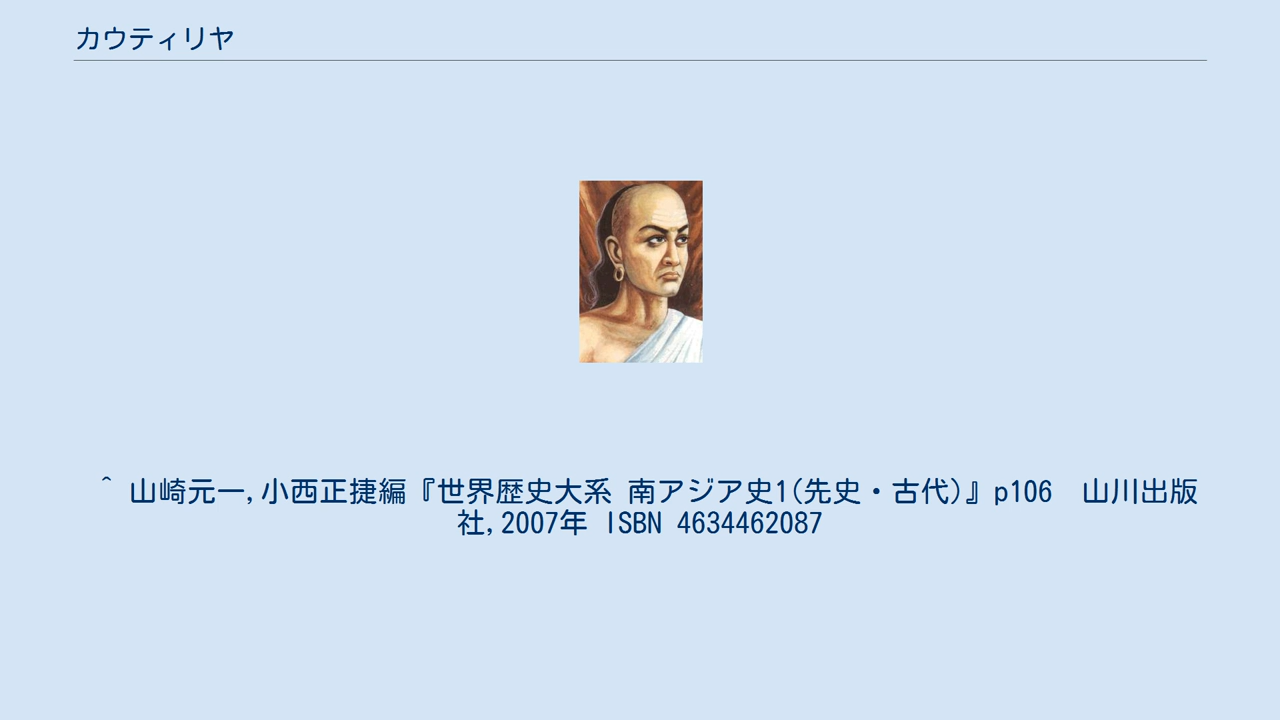 カウティリヤ
^ 山崎元一,小西正捷編『世界歴史大系 南アジア史1(先史・古代)』p106　山川出版
社,2007年 ISBN 4634462087